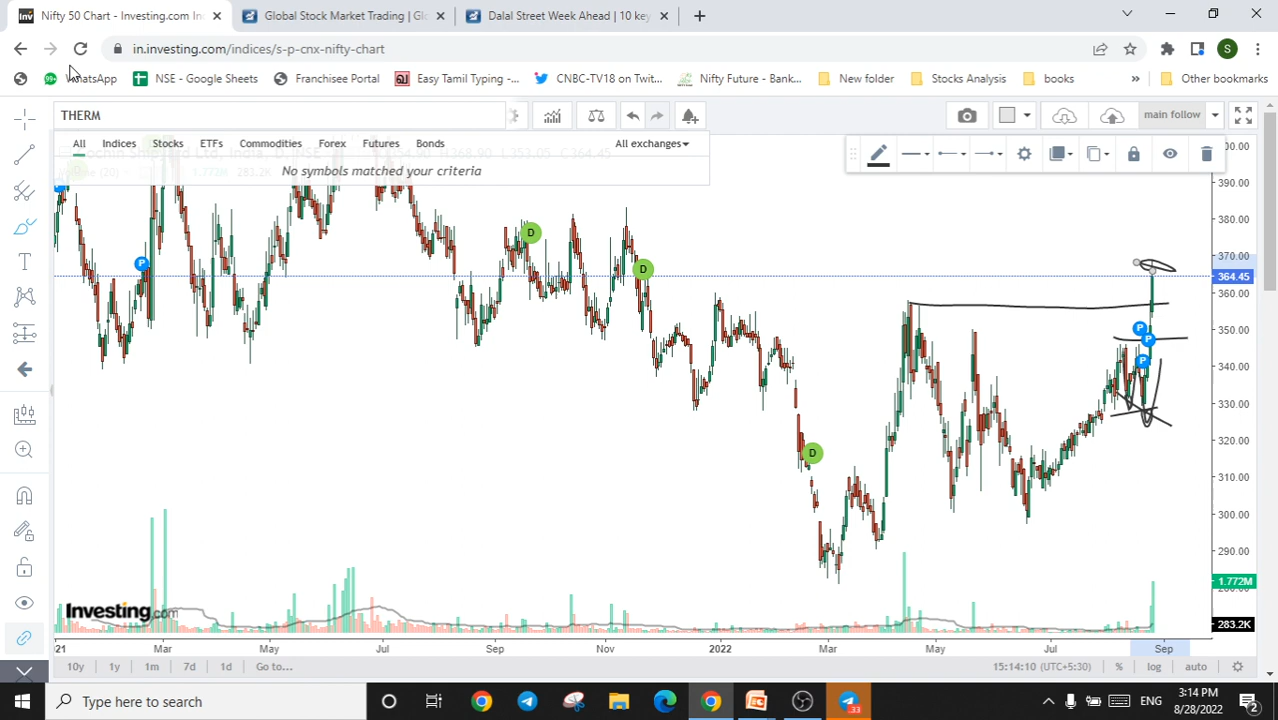 Nifty 50 Chart - Investing.com In
Global Stock Market Trading | Gl
Dalal Street Week Ahead | 10 key
in.investing.com/indices/s-p-cnx-nifty-chart
WhatsApp
NSE - Google Sheets
Franchisee Portal
Easy Tamil Typing -...
CNBC-TV18 on Twit...
Nifty Future - Bank...
New folder
Stocks Analysis
books
»
Other bookmarks
THERM
main follow
All
Indices
Stocks
ETFs
Commodities
Forex
Futures
Bonds
All exchanges
No symbols matched your criteria
390.00
380.00
370.00
364.45
360.00
350.00
340.00
330.00
320.00
310.00
300.00
290.00
1.772M
283.2K
D
D
D
P
P
P
P
Investing.com
21
Mar
May
Jul
Sep
Nov
2022
Mar
May
Jul
Sep
10y
1y
1m
7d
1d
Go to...
15:14:10 (UTC+5:30)
%
log
auto
Type here to search
33
ENG
3:14 PM
8/28/2022
2